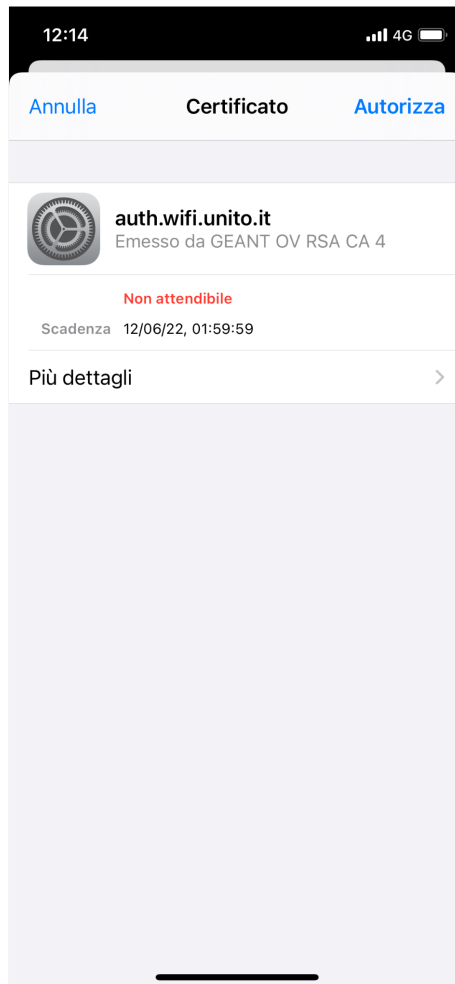 12:14 4G
Annulla Certificato Autorizza
auth.wifi.unito.it
Emesso da GEANT OV RSA CA 4
Non attendibile
Scadenza 12/06/22, 01:59:59
Più dettagli